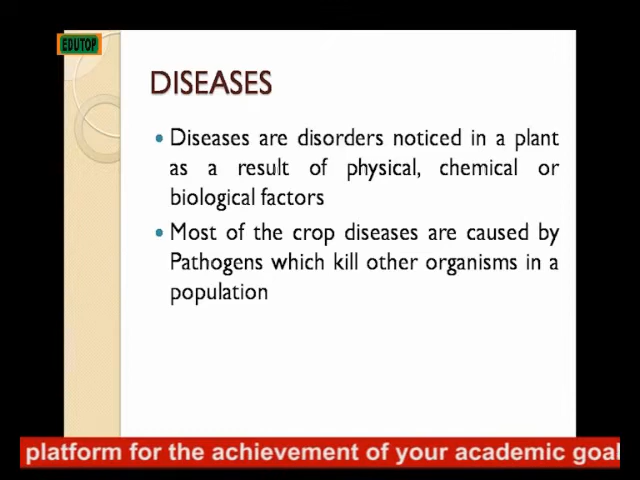 EDUTOP
DISEASES
• Diseases are disorders noticed in a plant
as a result of physical, chemical or
biological factors
• Most of the crop diseases are caused by
Pathogens which kill other organisms in a
population
platform for the achievement of your academic goal